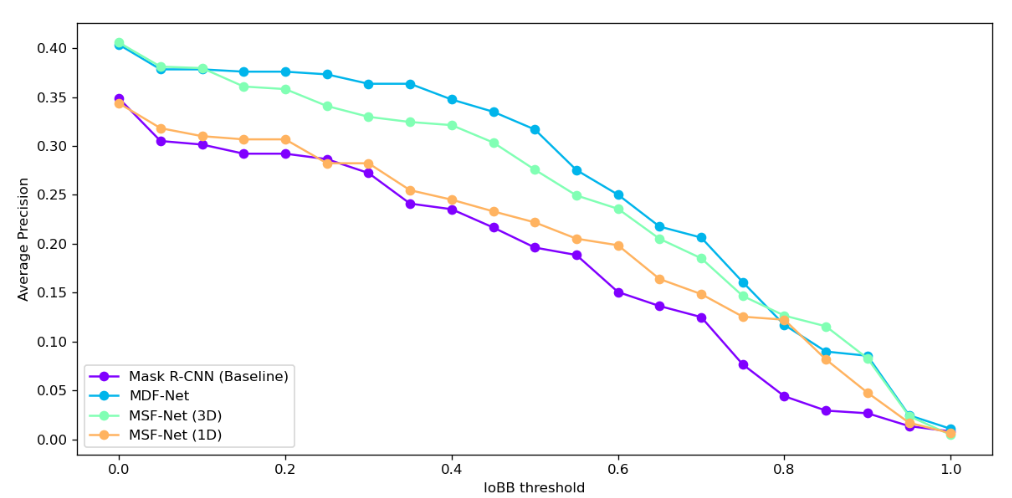 0.40
0.35
0.30
0.25
0.20
0.15
0.10
0.05
0.00
Average Precision
Mask R-CNN (Baseline)
MDF-Net
MSF-Net (3D)
MSF-Net (1D)
0.0 0.2 0.4 0.6 0.8 1.0
IoBB threshold